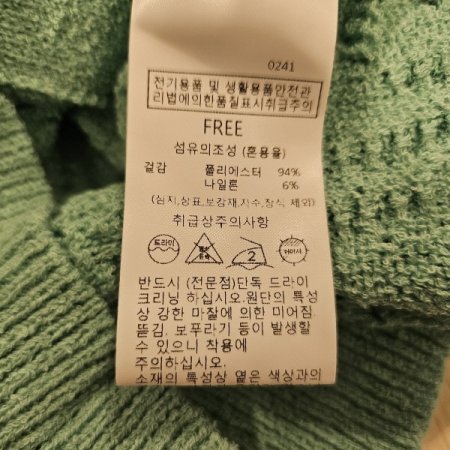 0241
전기용품 및 생활용품안전관
리법에의한품질표시취급주의
FREE
섬유의조성 (혼용율)
겉감 폴리에스터 94%
나일론 6%
(심지,상표,보강재,자수,장식 제외)
취급상주의사항
드라이 2
반드시 (전문점)단독 드라이
크리닝 하십시오.원단의 특성
상 강한 마찰에 의한 미어짐,
뜯김, 보푸라기 등이 발생할
수 있으니 착용에
주의하십시오.
소재의 특성상 옅은 색상과의